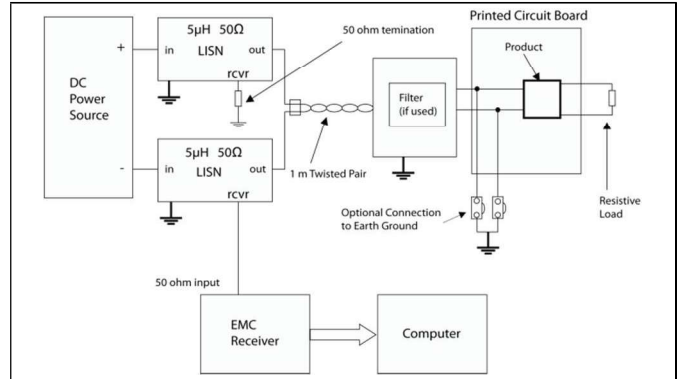 Printed Circuit Board
5µH 50Ω
in
out
LISN
rcvr
50 ohm temination
Product
+
DC
Power
Source
Filter
(if used)
-
5µH 50Ω
in
out
LISN
rcvr
1 m Twisted Pair
Optional Connection
to Earth Ground
Resistive
Load
50 ohm input
EMC
Receiver
Computer